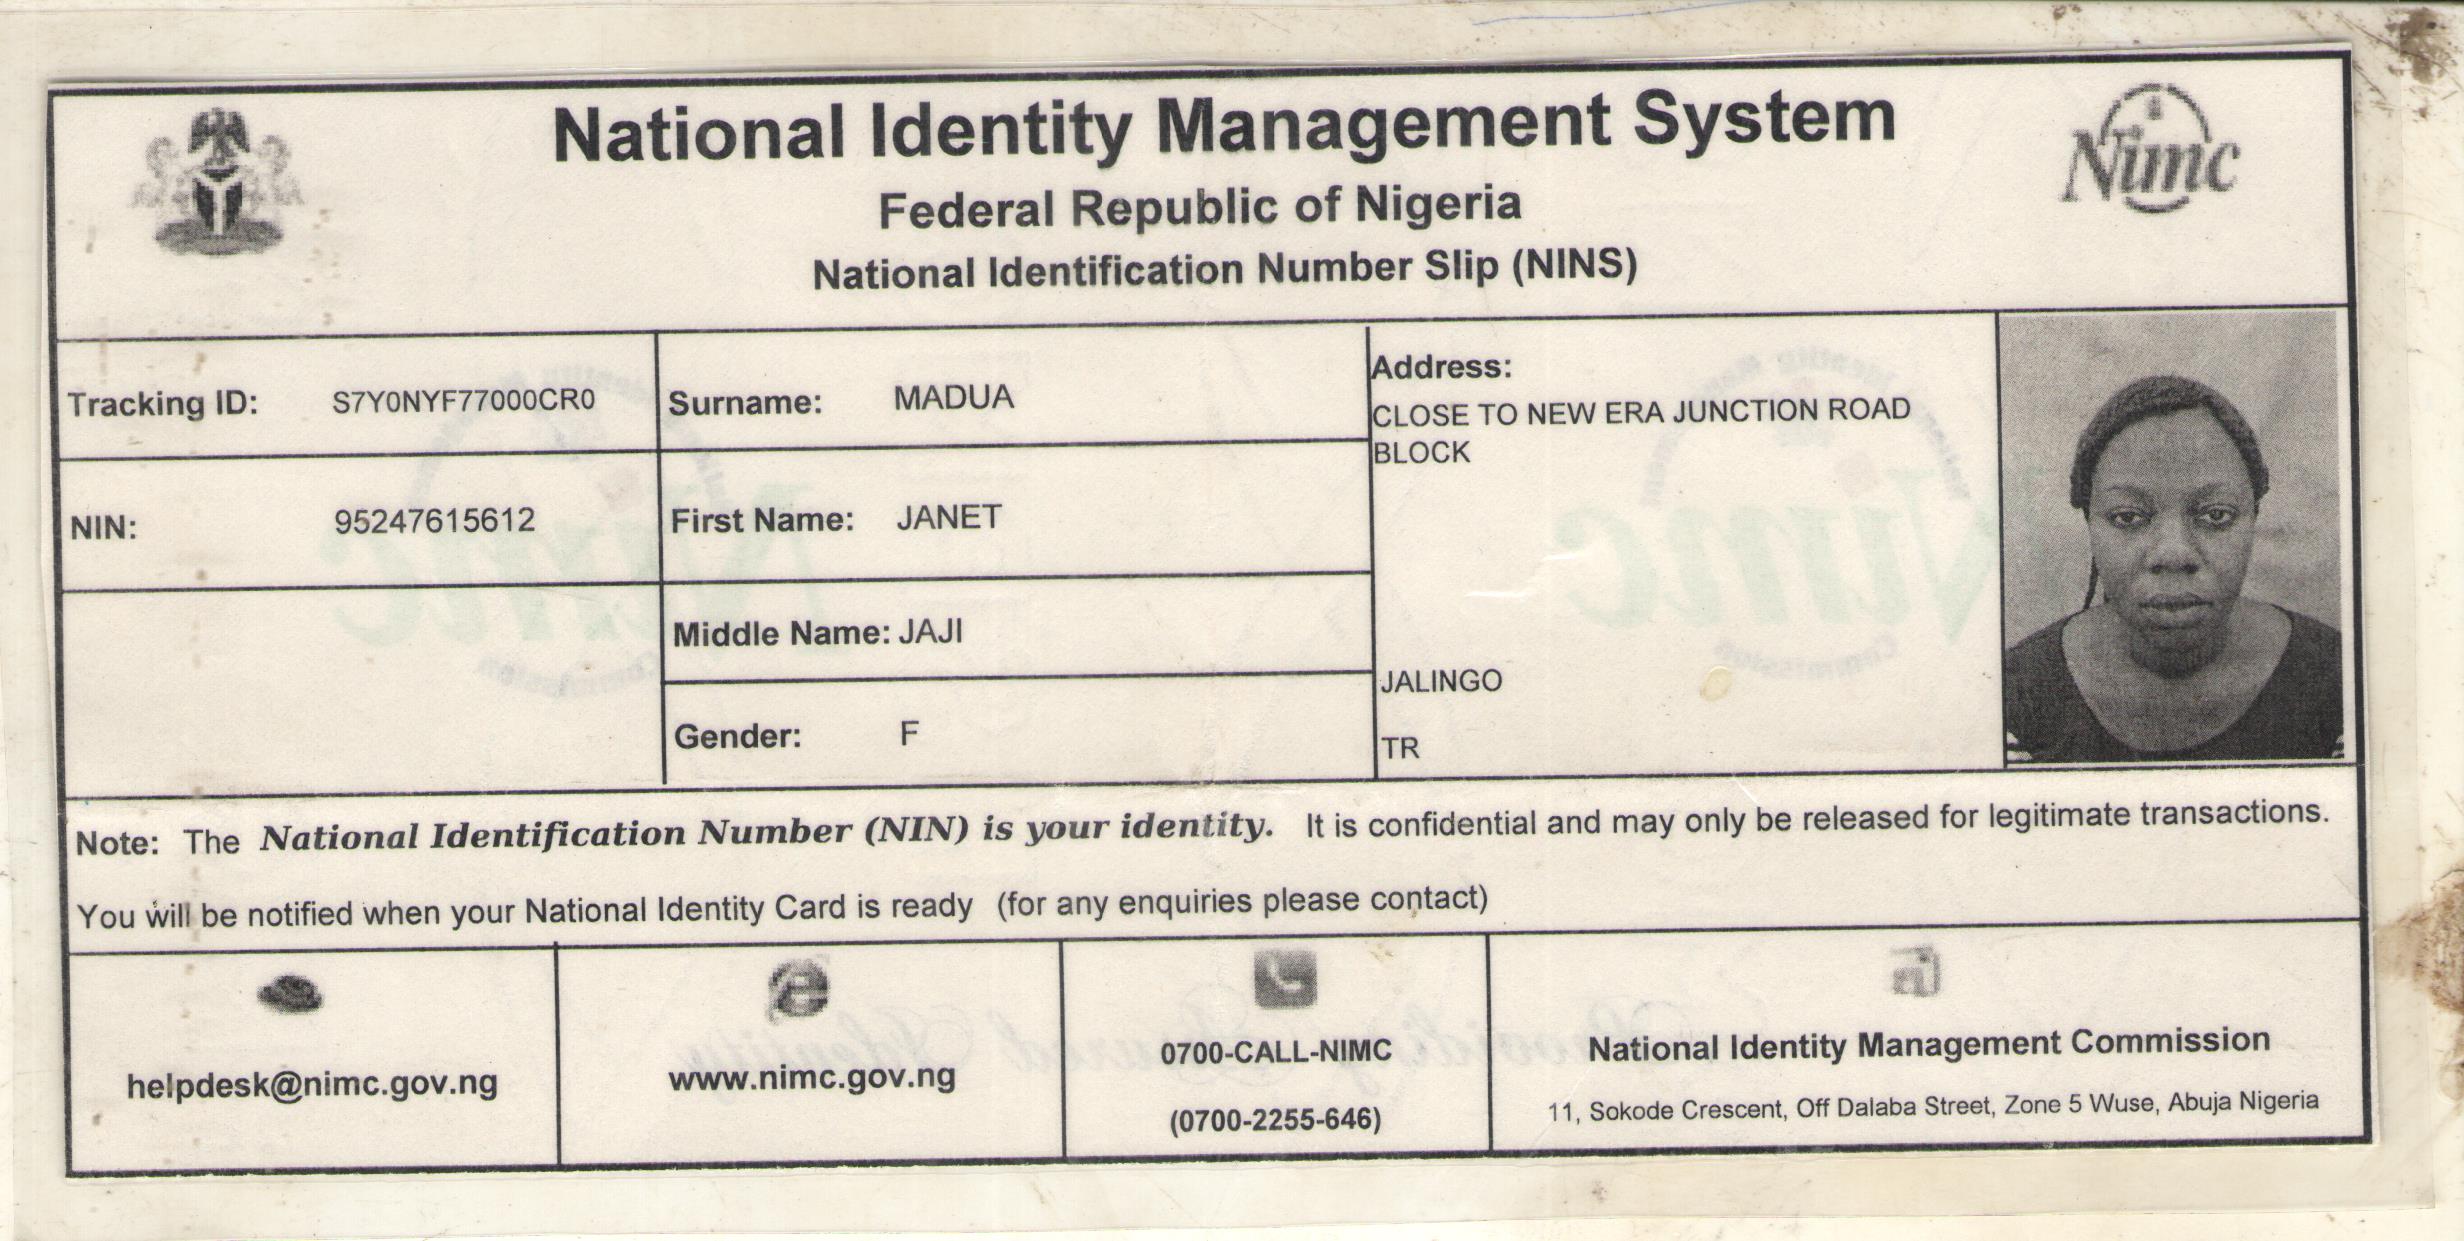 National Identity Management System
Federal Republic of Nigeria
National Identification Number Slip (NINS)
Nimc
Tracking ID: S7Y0NYF77000CR0
Surname: MADUA
Address:
CLOSE TO NEW ERA JUNCTION ROAD
BLOCK
NIN: 95247615612
First Name: JANET
Middle Name: JAJI
JALINGO
Gender: F
TR
Note: The National Identification Number (NIN) is your identity. It is confidential and may only be released for legitimate transactions.
You will be notified when your National Identity Card is ready (for any enquiries please contact)
helpdesk@nimc.gov.ng
www.nimc.gov.ng
0700-CALL-NIMC
(0700-2255-646)
National Identity Management Commission
11, Sokode Crescent, Off Dalaba Street, Zone 5 Wuse, Abuja Nigeria